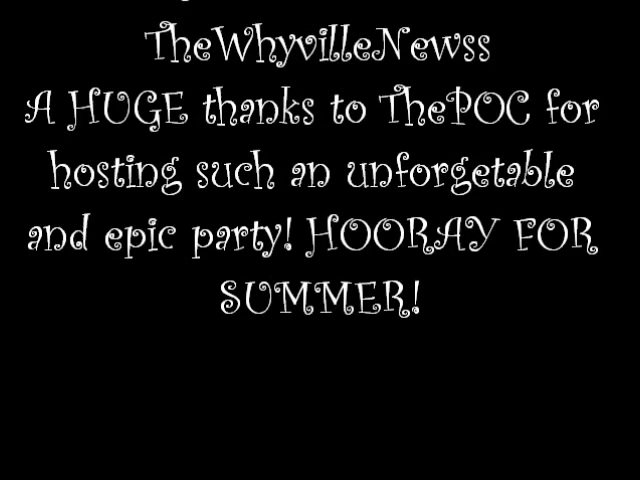 TheWhyvilleNewss
A HUGE thanks to ThePOC for
hosting such an unforgetable
and epic party! HOORAY FOR
SUMMER!